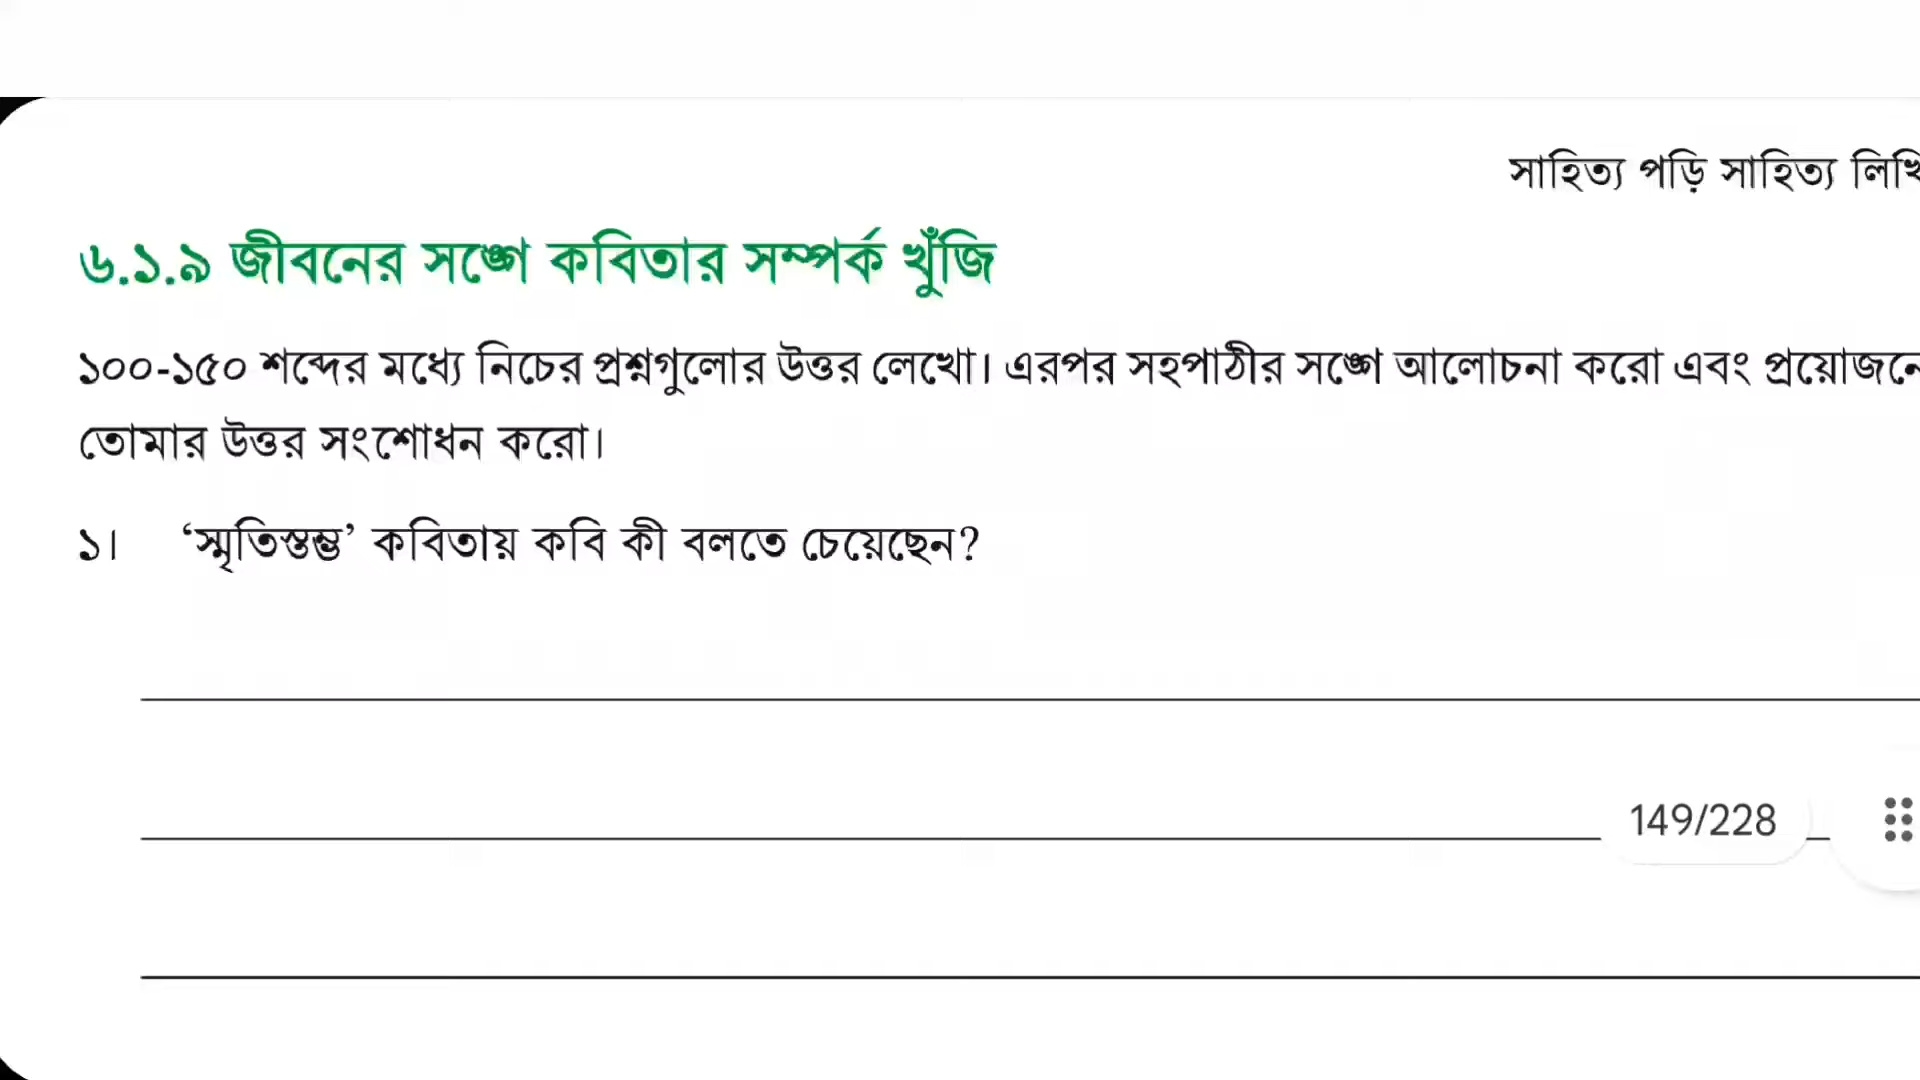 সাহিত্য পড়ি সাহিত্য লিখি
৬.১.৯ জীবনের সঙ্গে কবিতার সম্পর্ক খুঁজি
১০০-১৫০ শব্দের মধ্যে নিচের প্রশ্নগুলোর উত্তর লেখো। এরপর সহপাঠীর সঙ্গে আলোচনা করো এবং প্রয়োজনে
তোমার উত্তর সংশোধন করো।
১। ‘স্মৃতিস্তম্ভ’ কবিতায় কবি কী বলতে চেয়েছেন?
149/228